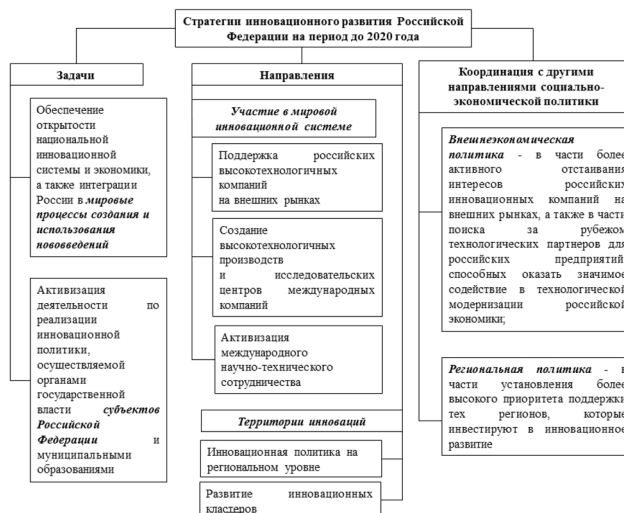 Стратегии инновационного развития Российской
Федерации на период до 2020 года
Задачи
Обеспечение
открытости
национальной
инновационной
системы и экономики,
а также интеграции
России в мировые
процессы создания и
использования
нововведений
Активизация
деятельности по
реализации
инновационной
политики,
осуществляемой
органами
государственной
власти субъектов
Российской
Федерации и
муниципальными
образованиями
Направления
Участие в мировой
инновационной системе
Поддержка российских
высокотехнологичных
компаний
на внешних рынках
Создание
высокотехнологичных
производств
и исследовательских
центров международных
компаний
Активизация
международного
научно-технического
сотрудничества
Территории инноваций
Инновационная политика на
региональном уровне
Развитие инновационных
кластеров
Координация с другими
направлениями социально-
экономической политики
Внешнеэкономическая
политика - в части более
активного отстаивания
интересов российских
инновационных компаний на
внешних рынках, а также в части
поиска за рубежом
технологических партнеров для
российских предприятий,
способных оказать значимое
содействие в технологической
модернизации российской
экономики;
Региональная политика - в
части установления более
высокого приоритета поддержки
тех регионов, которые
инвестируют в инновационное
развитие